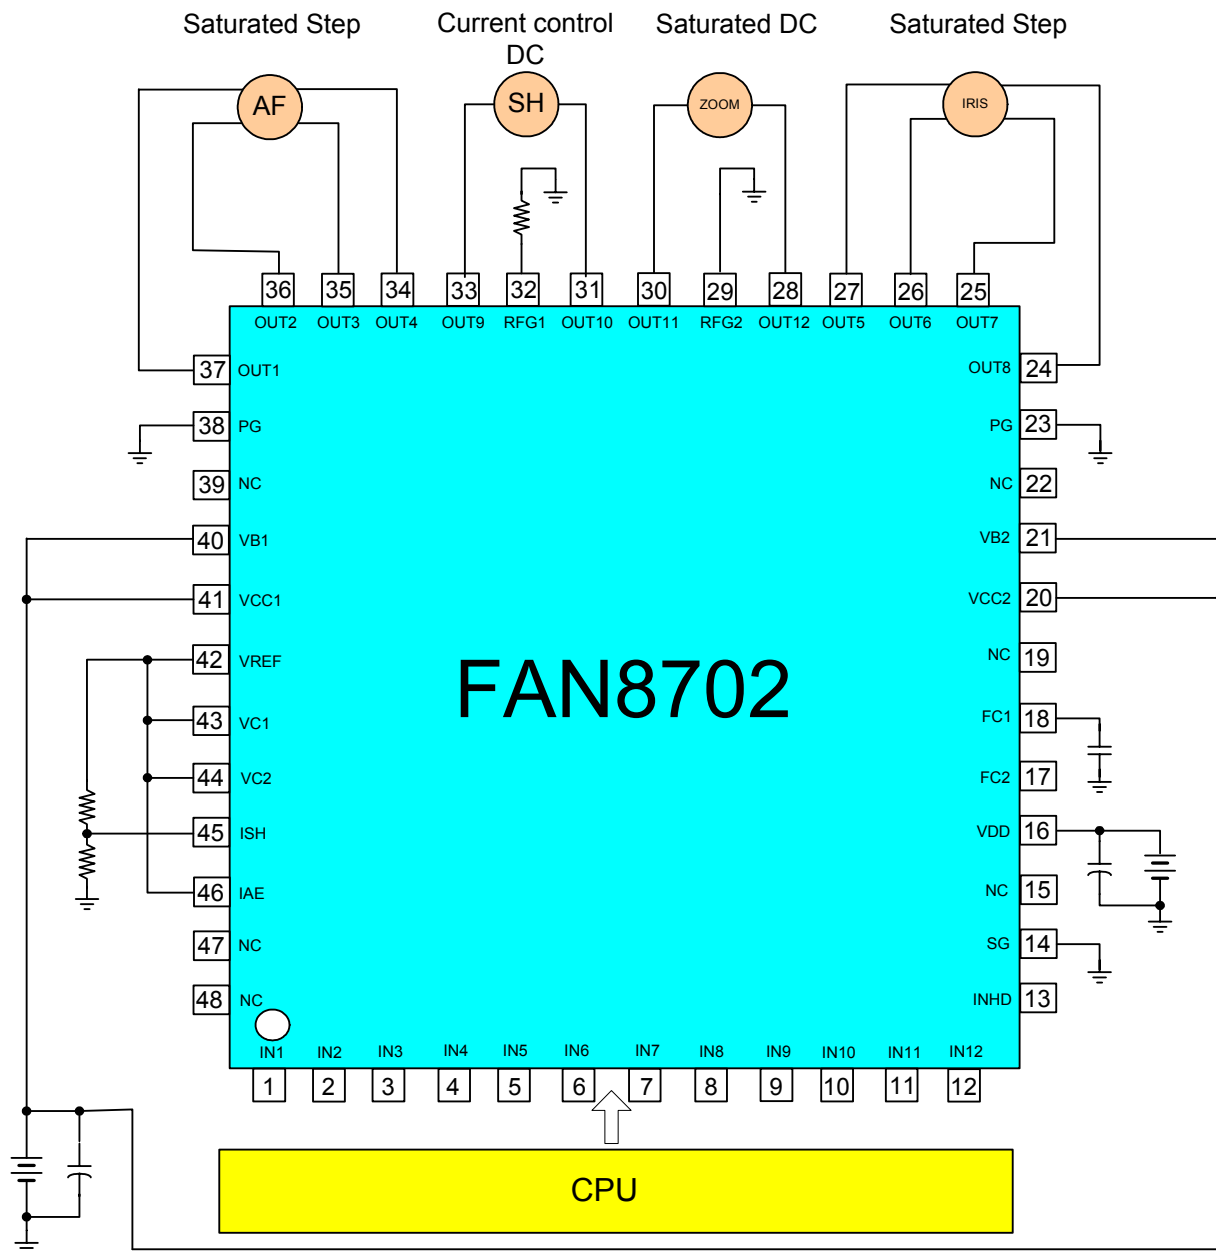 Saturated Step
Current control
DC
Saturated DC
Saturated Step
AF
SH
ZOOM
IRIS
36 35 34 33 32 31 30 29 28 27 26 25
OUT2 OUT3 OUT4 OUT9 RFG1 OUT10 OUT11 RFG2 OUT12 OUT5 OUT6 OUT7
37 OUT1
OUT8 24
38 PG
PG 23
39 NC
NC 22
40 VB1
VB2 21
41 VCC1
VCC2 20
42 VREF
NC 19
43 VC1
FC1 18
44 VC2
FC2 17
45 ISH
VDD 16
46 IAE
NC 15
47 NC
SG 14
48 NC
INHD 13
FAN8702
IN1 IN2 IN3 IN4 IN5 IN6 IN7 IN8 IN9 IN10 IN11 IN12
1 2 3 4 5 6 7 8 9 10 11 12
CPU